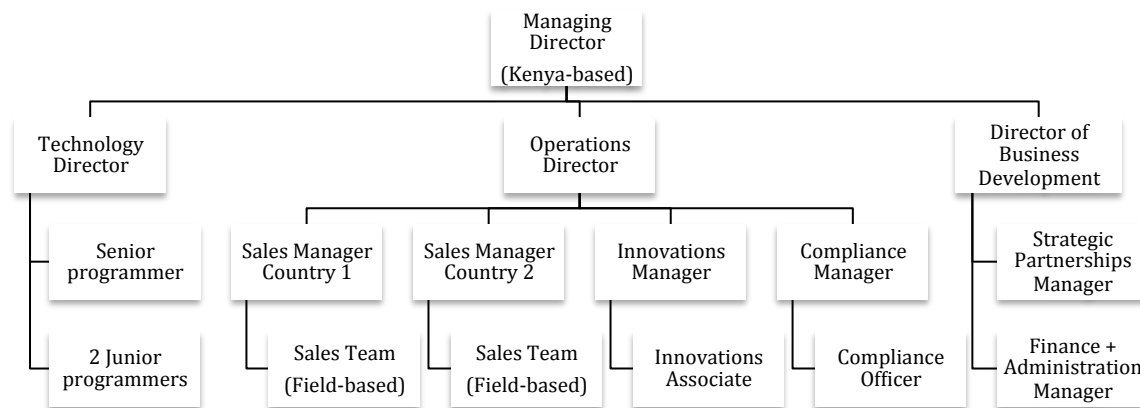 Managing
Director
(Kenya-based)
Technology
Director
Operations
Director
Director of
Business
Development
Senior
programmer
Sales Manager
Country 1
Sales Manager
Country 2
Innovations
Manager
Compliance
Manager
Strategic
Partnerships
Manager
2 Junior
programmers
Sales Team
(Field-based)
Sales Team
(Field-based)
Innovations
Associate
Compliance
Officer
Finance +
Administration
Manager